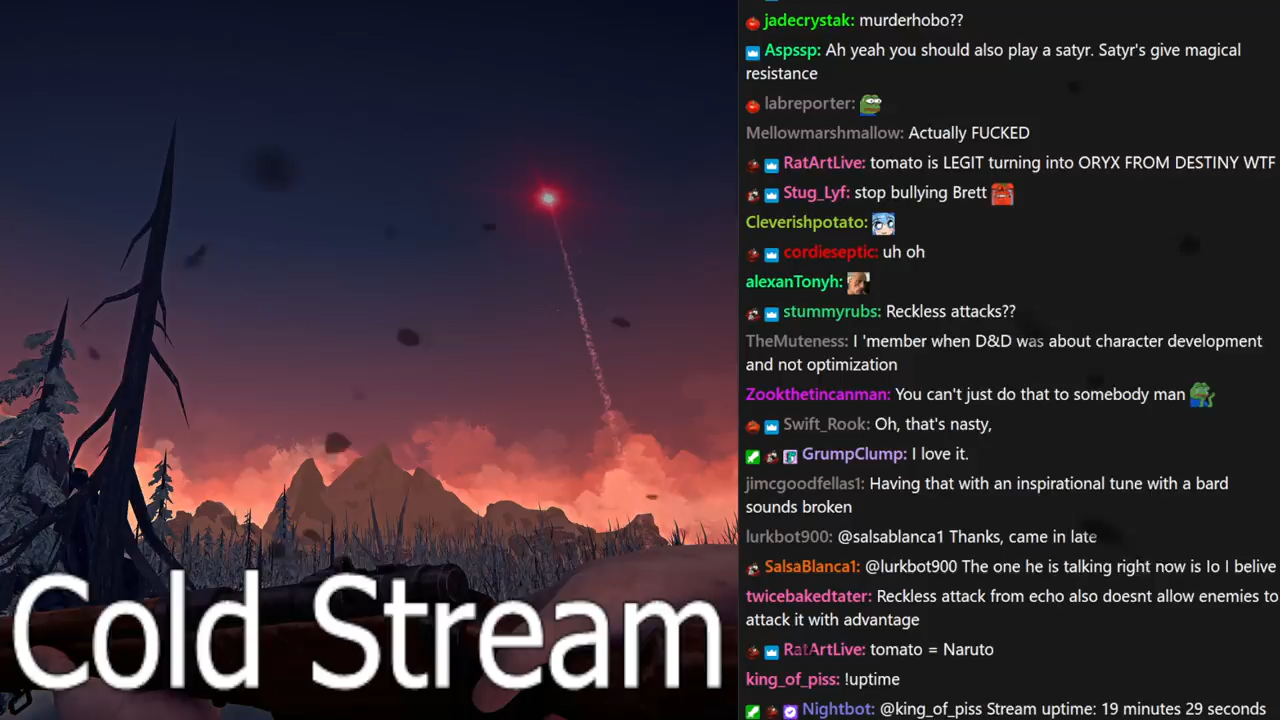 jadecrystak: murderhobo??
Aspssp: Ah yeah you should also play a satyr. Satyr's give magical
resistance
labreporter:
Mellowmarshmallow: Actually FUCKED
RatArtLive: tomato is LEGIT turning into ORYX FROM DESTINY WTF
Stug_Lyf: stop bullying Brett
Cleverishpotato:
cordieseptic: uh oh
alexanTonyh:
stummyrubs: Reckless attacks??
TheMuteness: I 'member when D&D was about character development
and not optimization
Zookthetincanman: You can't just do that to somebody man
Swift_Rook: Oh, that's nasty,
GrumpClump: I love it.
jimcgoodfellas1: Having that with an inspirational tune with a bard
sounds broken
lurkbot900: @salsablanca1 Thanks, came in late
SalsaBlanca1: @lurkbot900 The one he is talking right now is Io I belive
twicebakedtater: Reckless attack from echo also doesnt allow enemies to
attack it with advantage
RatArtLive: tomato = Naruto
king_of_piss: !uptime
Nightbot: @king_of_piss Stream uptime: 19 minutes 29 seconds
Cold Stream